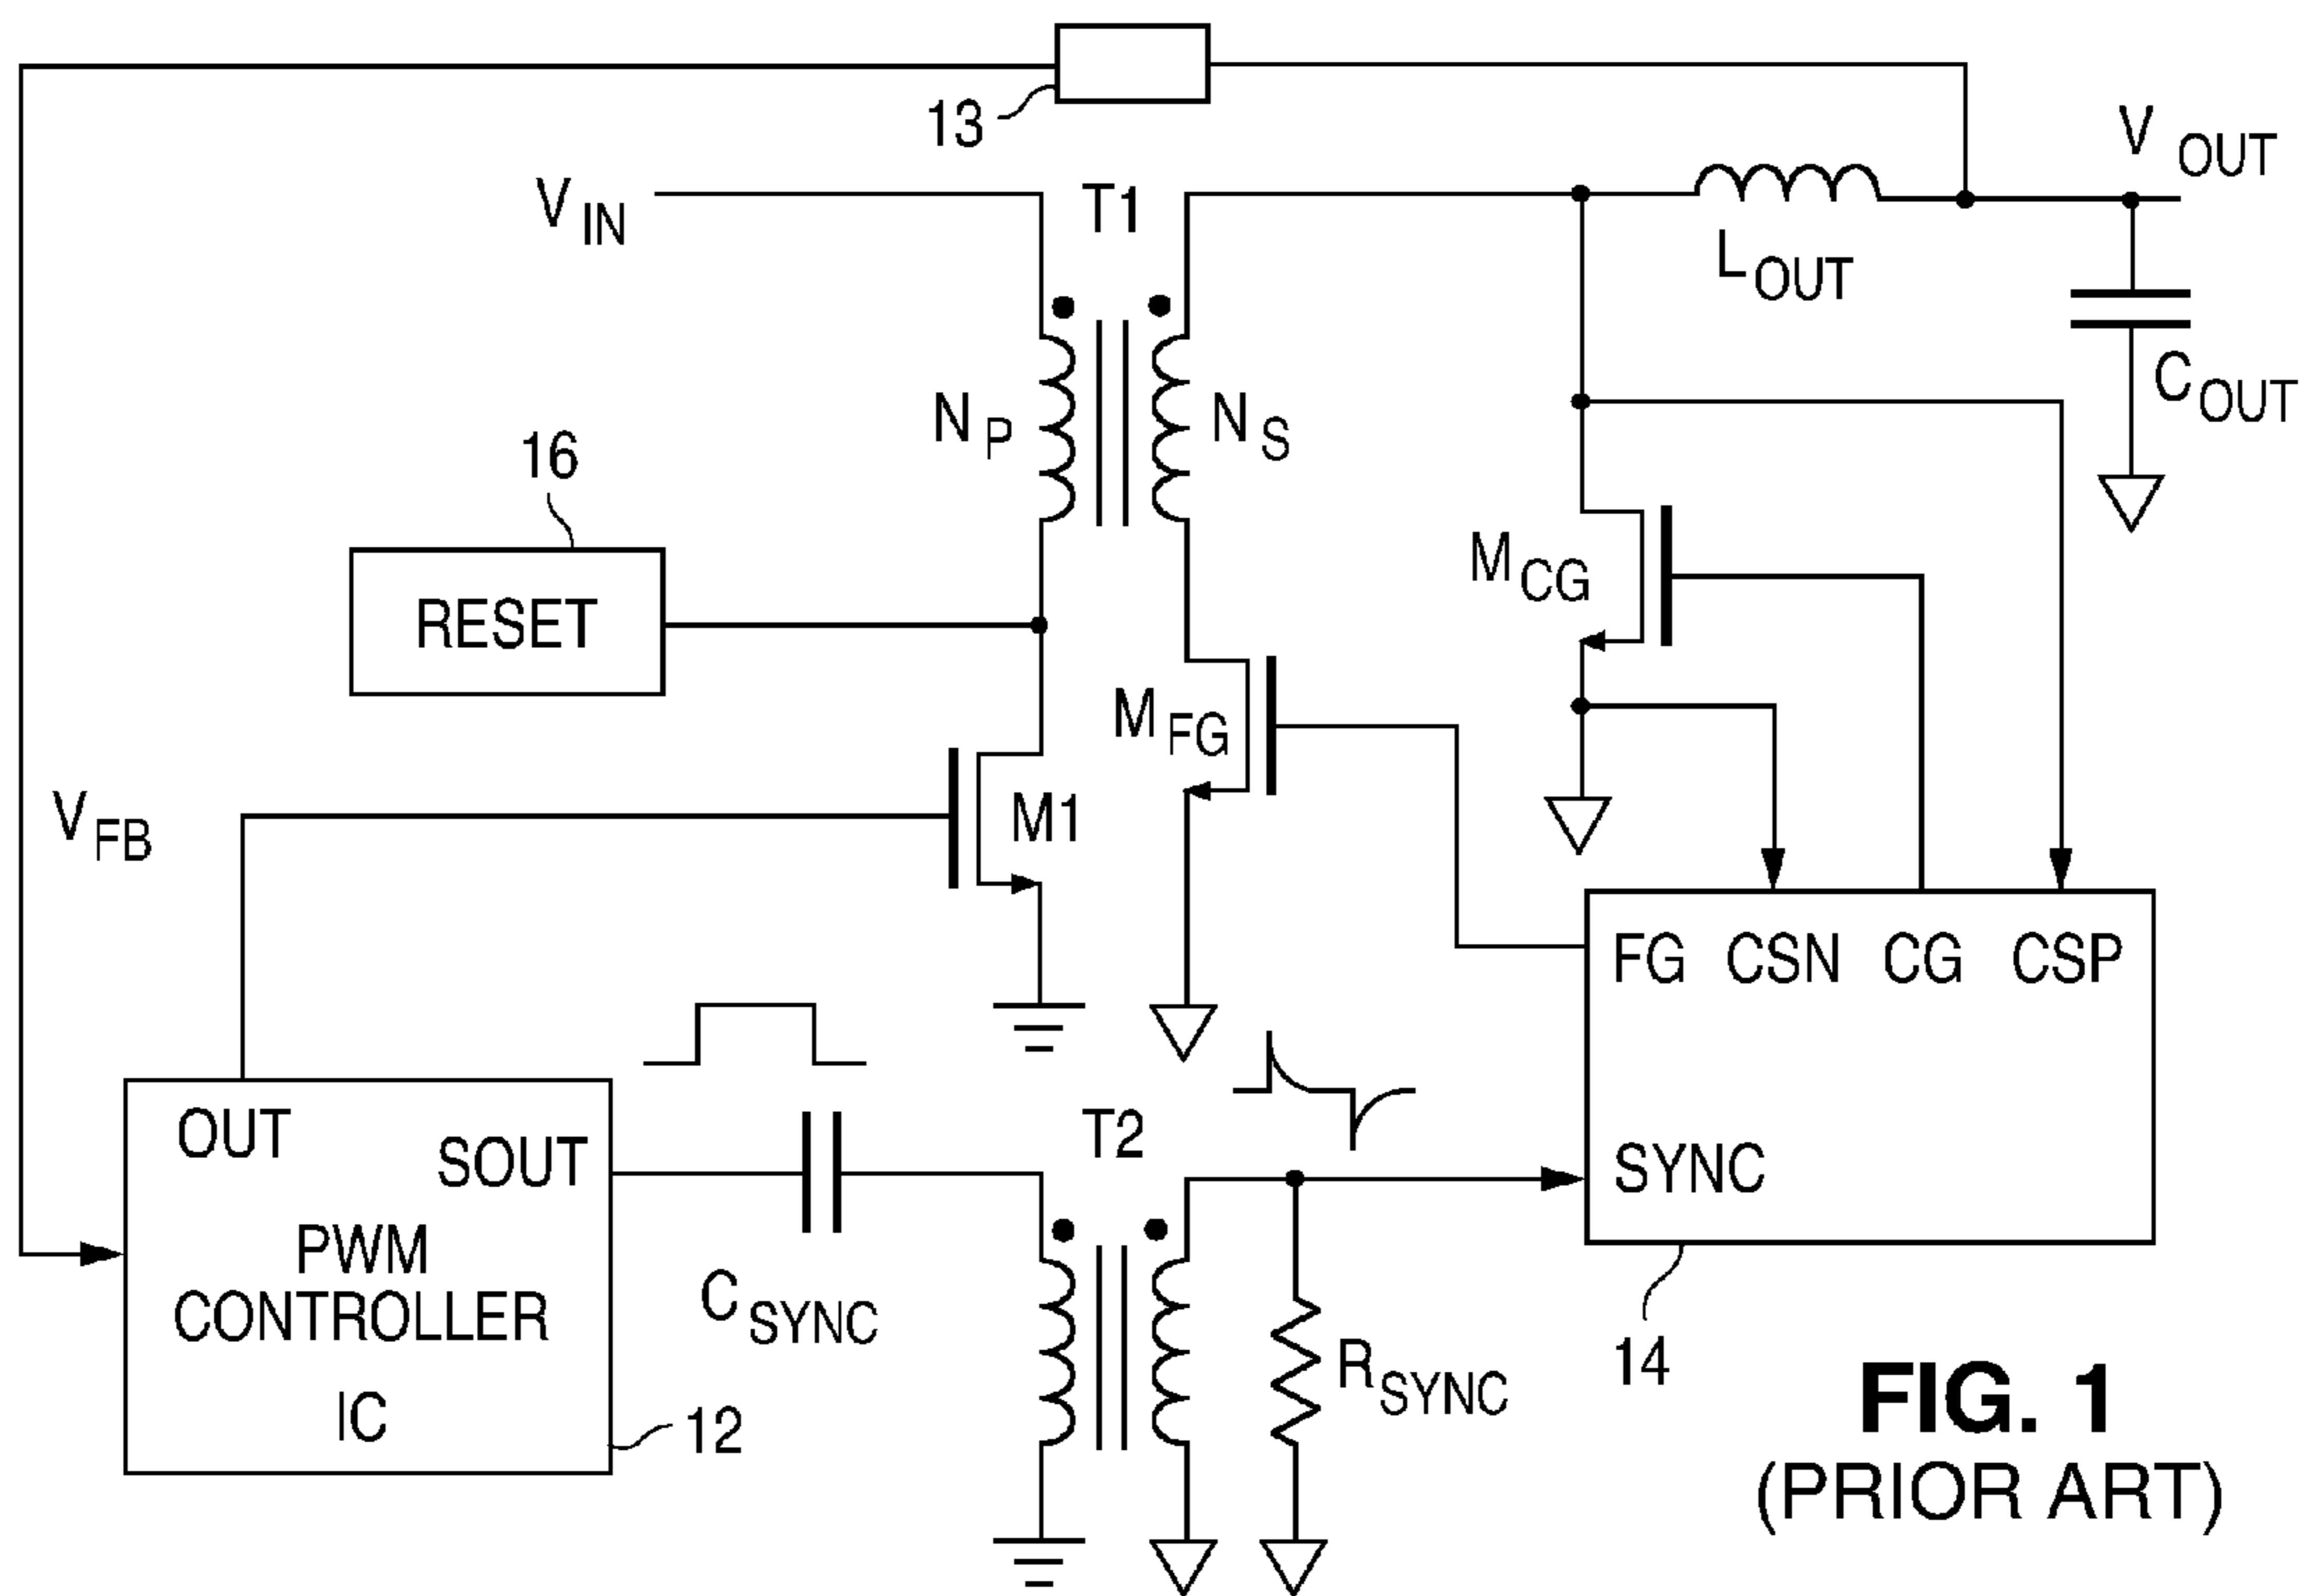 13
V OUT
V IN
T1
L OUT
C OUT
N P
N S
16
RESET
M CG
M FG
V FB
M1
FG CSN CG CSP
OUT
SOUT
T2
SYNC
PWM
CONTROLLER
IC
C SYNC
12
R SYNC
14
FIG. 1
(PRIOR ART)